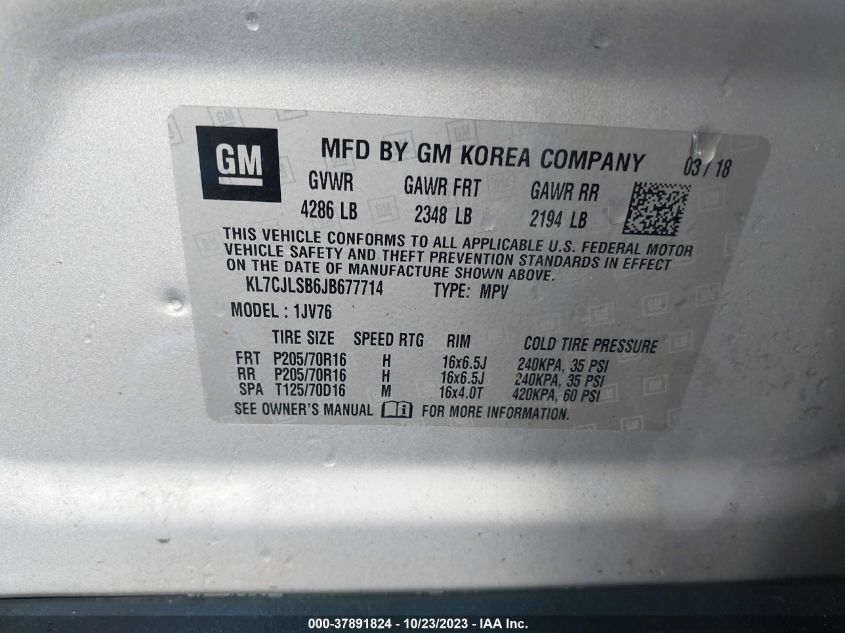 GM
MFD BY GM KOREA COMPANY 03/18
GVWR GAWR FRT GAWR RR
4286 LB 2348 LB 2194 LB
THIS VEHICLE CONFORMS TO ALL APPLICABLE U.S. FEDERAL MOTOR
VEHICLE SAFETY AND THEFT PREVENTION STANDARDS IN EFFECT
ON THE DATE OF MANUFACTURE SHOWN ABOVE.
KL7CJLSB6JB677714 TYPE: MPV
MODEL : 1JV76
TIRE SIZE SPEED RTG RIM COLD TIRE PRESSURE
FRT P205/70R16 H 16x6.5J 240KPA, 35 PSI
RR P205/70R16 H 16x6.5J 240KPA, 35 PSI
SPA T125/70D16 M 16x4.0T 420KPA, 60 PSI
SEE OWNER'S MANUAL FOR MORE INFORMATION.
000-37891824 / 10/23/2023 - IAA Inc.